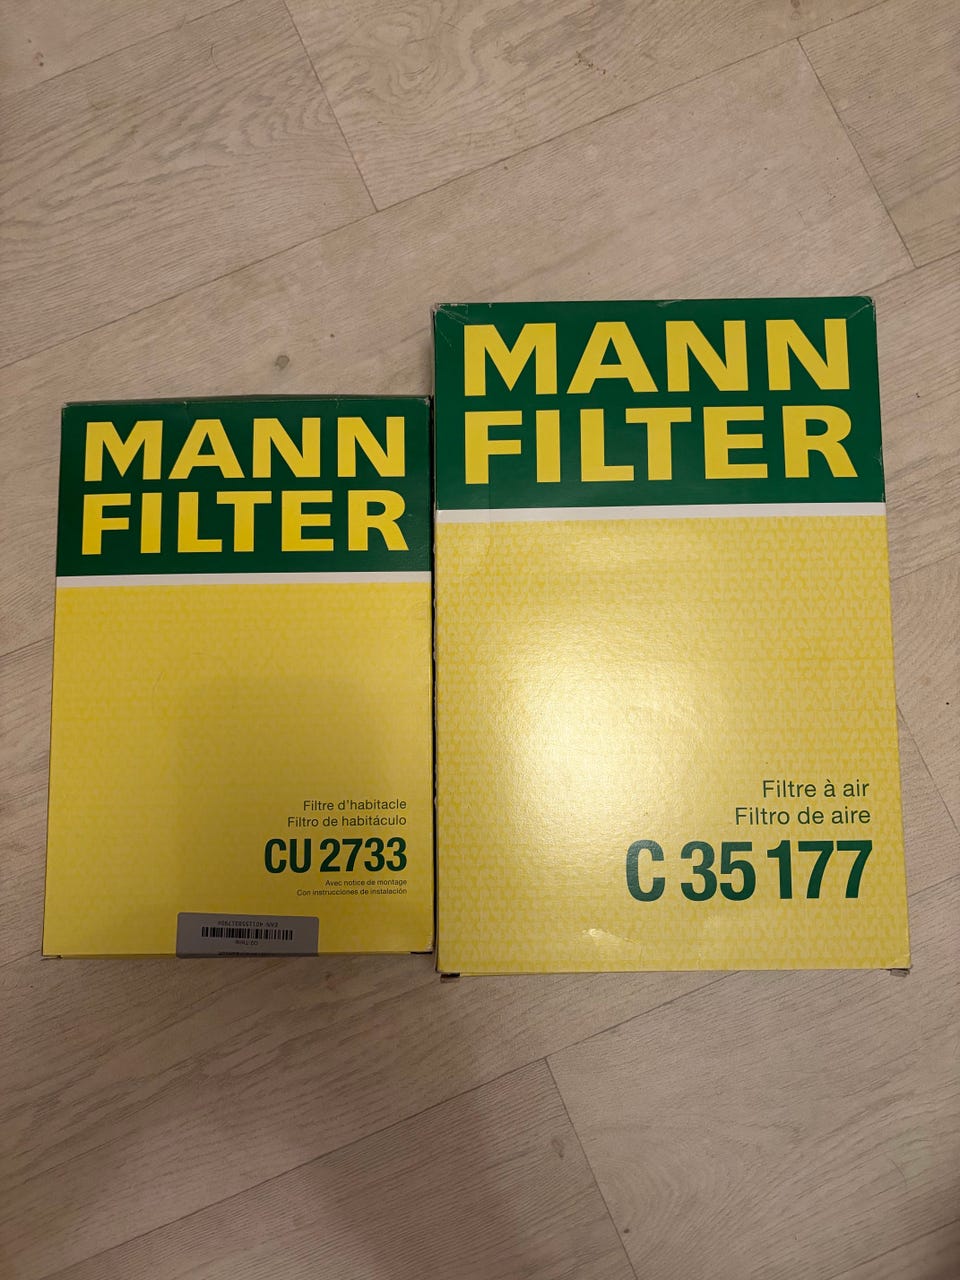 MANN
FILTER
Filtre d'habitacle
Filtro de habitáculo
CU 2733
Avec notice de montage
Con instrucciones de instalación
MANN
FILTER
Filtre à air
Filtro de aire
C 35 177